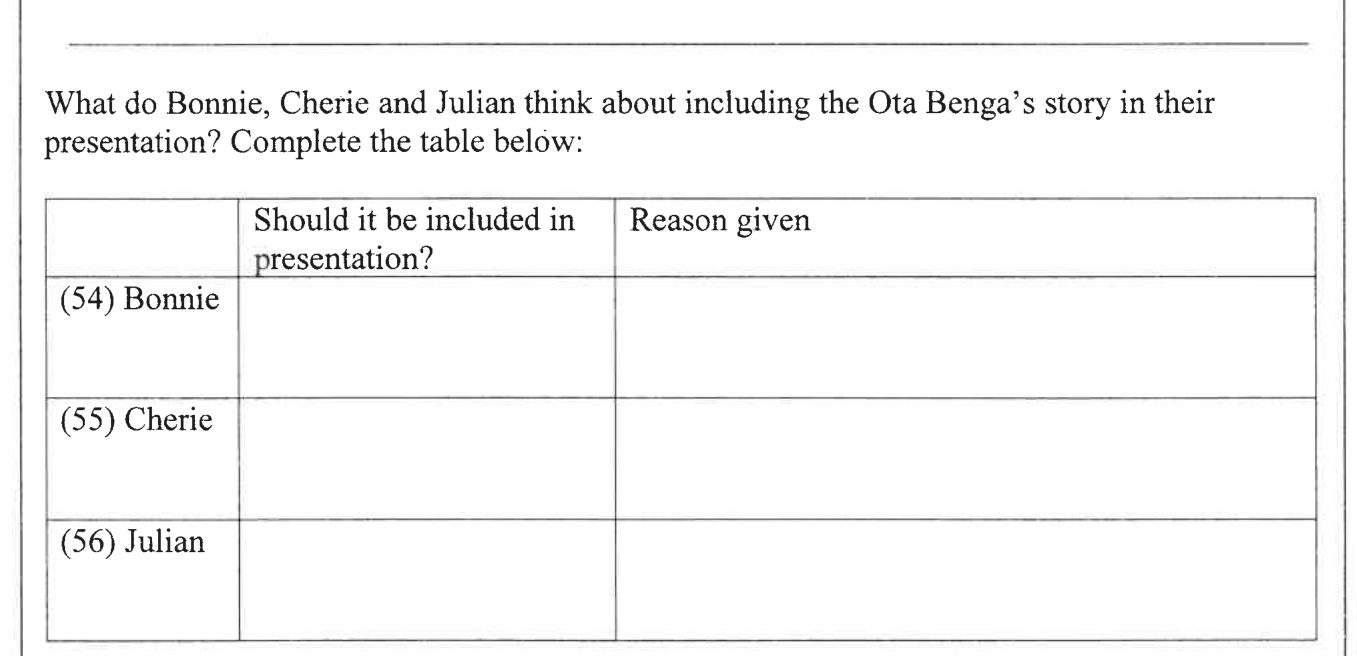 What do Bonnie, Cherie and Julian think about including the Ota Benga's story in their
presentation? Complete the table below:
Should it be included in
presentation?
Reason given
(54) Bonnie
(55) Cherie
(56) Julian